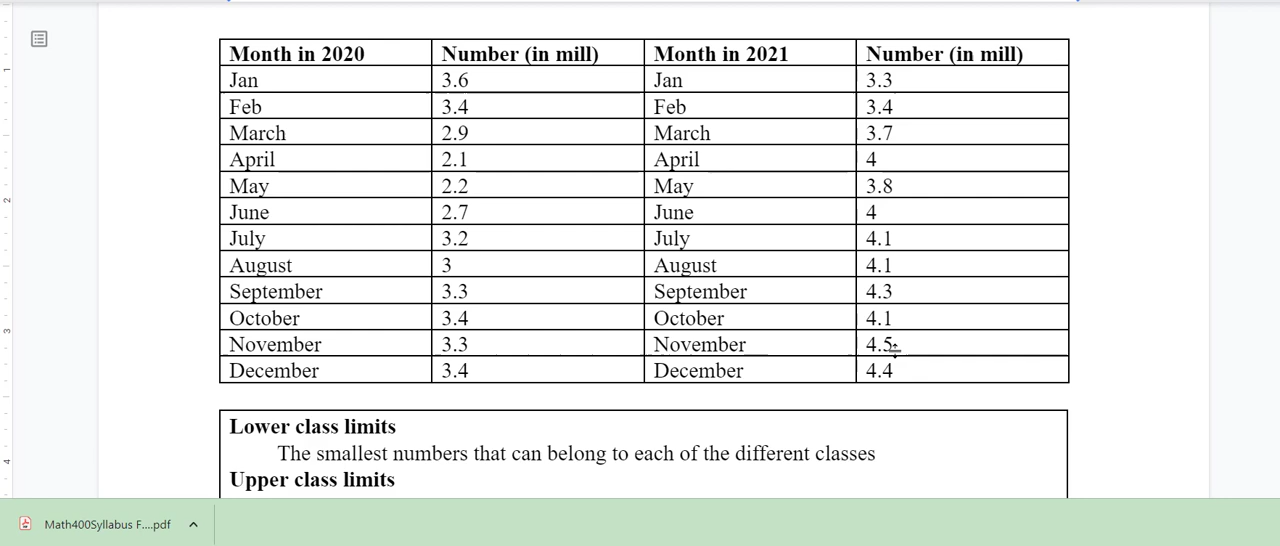 Month in 2020 Number (in mill) Month in 2021 Number (in mill)
Jan 3.6 Jan 3.3
Feb 3.4 Feb 3.4
March 2.9 March 3.7
April 2.1 April 4
May 2.2 May 3.8
June 2.7 June 4
July 3.2 July 4.1
August 3 August 4.1
September 3.3 September 4.3
October 3.4 October 4.1
November 3.3 November 4.5
December 3.4 December 4.4
Lower class limits
The smallest numbers that can belong to each of the different classes
Upper class limits
Math400Syllabus F....pdf
1
2
3
4